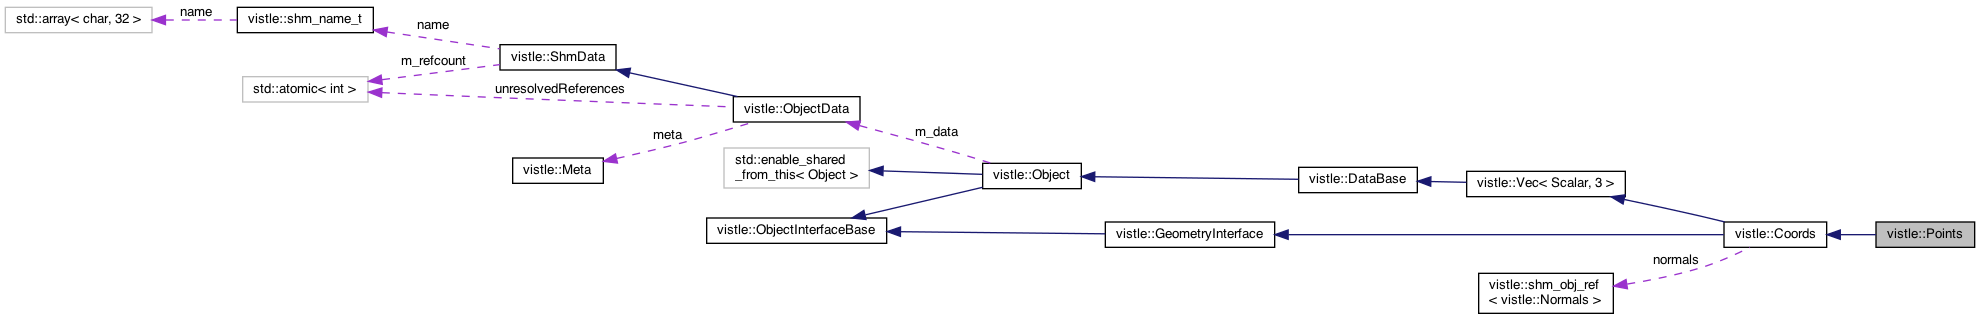 std::array< char, 32 >
name
vistle::shm_name_t
name
vistle::ShmData
m_refcount
std::atomic< int >
unresolvedReferences
vistle::ObjectData
meta
m_data
vistle::Meta
std::enable_shared
_from_this< Object >
vistle::Object
vistle::DataBase
vistle::Vec< Scalar, 3 >
vistle::ObjectInterfaceBase
vistle::GeometryInterface
vistle::Coords
vistle::Points
normals
vistle::shm_obj_ref
< vistle::Normals >